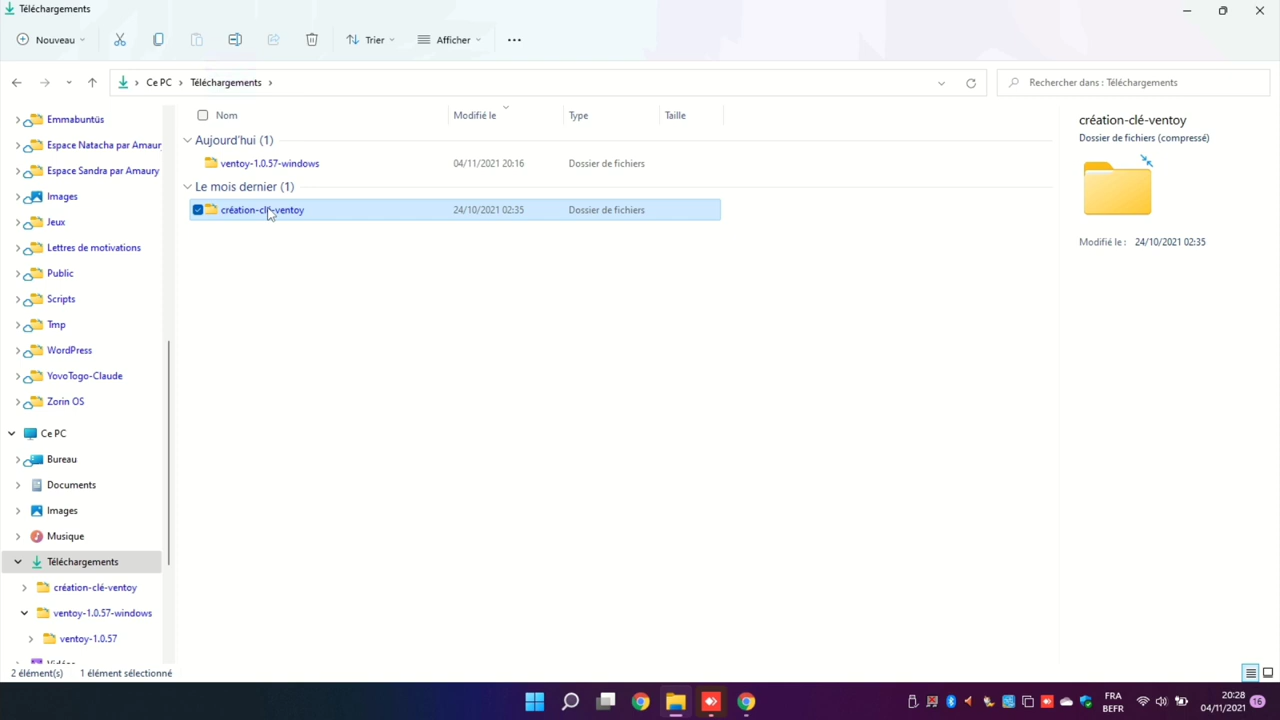 Téléchargements
Nouveau
Trier
Afficher
Ce PC
Téléchargements
Rechercher dans : Téléchargements
Emmabuntüs
Espace Natacha par Amaur
Espace Sandra par Amaury
Images
Jeux
Lettres de motivations
Public
Scripts
Tmp
WordPress
YovoTogo-Claude
Zorin OS
Ce PC
Bureau
Documents
Images
Musique
Téléchargements
création-clé-ventoy
ventoy-1.0.57-windows
ventoy-1.0.57
Nom Modifié le Type Taille
Aujourd'hui (1)
ventoy-1.0.57-windows 04/11/2021 20:16 Dossier de fichiers
Le mois dernier (1)
création-clé-ventoy 24/10/2021 02:35 Dossier de fichiers
création-clé-ventoy
Dossier de fichiers (compressé)
Modifié le : 24/10/2021 02:35
2 élément(s) 1 élément sélectionné
FRA
BEFR
20:28
04/11/2021
16